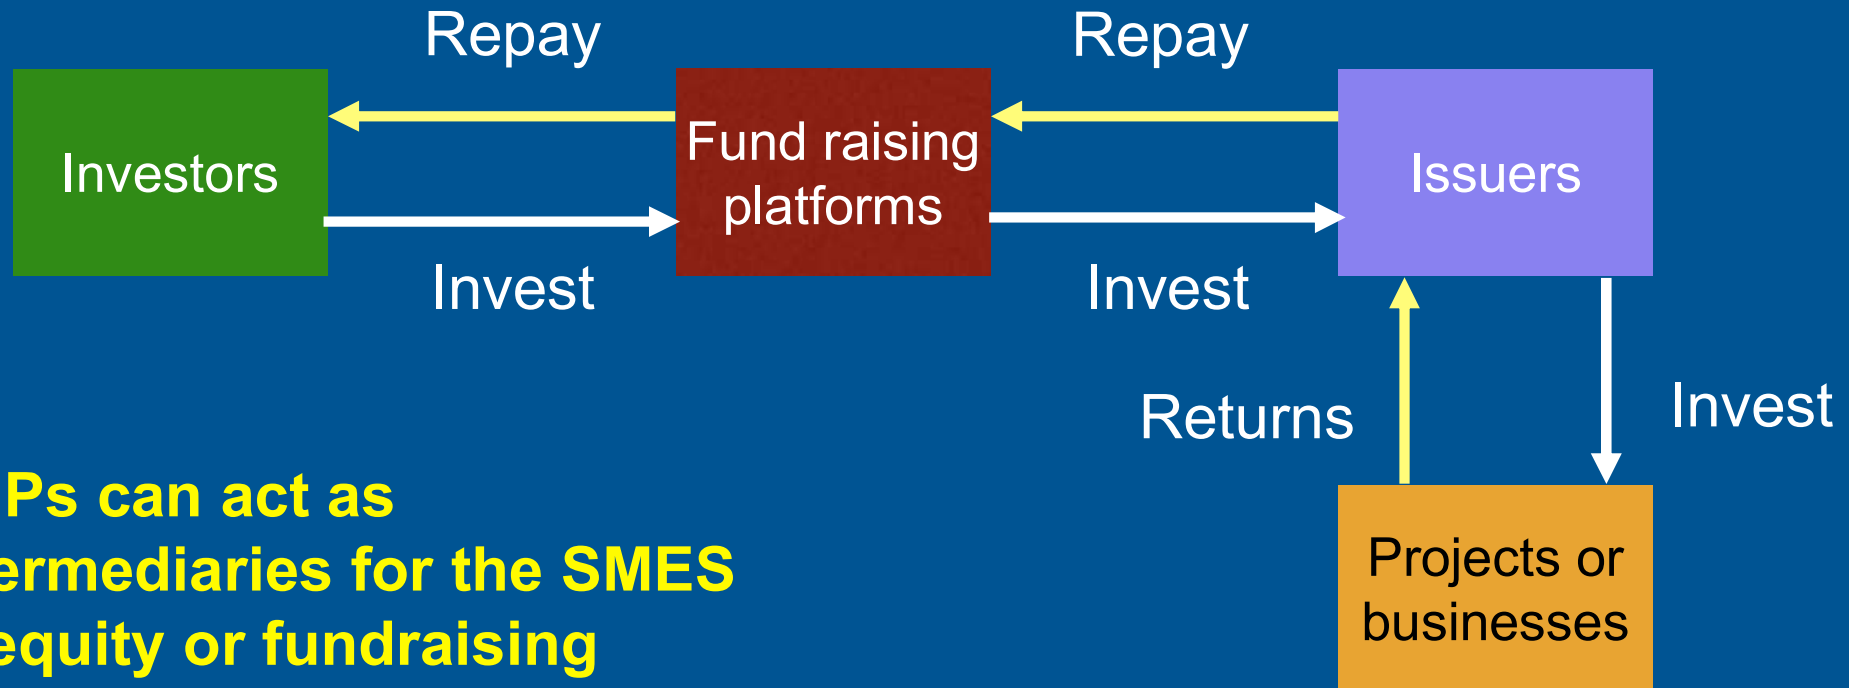 Repay
Repay
Investors
Fund raising
platforms
Issuers
Invest
Invest
Returns
Invest
Ps can act as
ermediaries for the SMES
equity or fundraising
Projects or
businesses